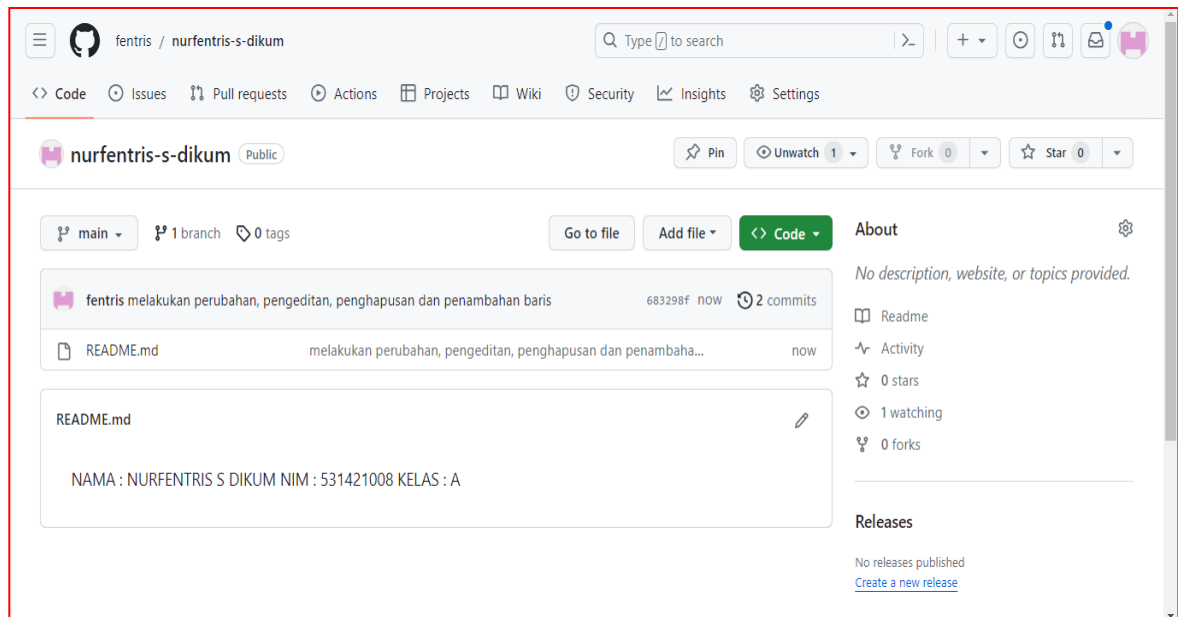 fentris / nurfentris-s-dikum
Type / to search
Code Issues Pull requests Actions Projects Wiki Security Insights Settings
nurfentris-s-dikum Public
Pin Unwatch 1 Fork 0 Star 0
main 1 branch 0 tags
Go to file Add file Code
fentris melakukan perubahan, pengeditan, penghapusan dan penambahan baris 683298f now 2 commits
README.md melakukan perubahan, pengeditan, penghapusan dan penambaha... now
README.md
NAMA : NURFENTRIS S DIKUM NIM : 531421008 KELAS : A
About
No description, website, or topics provided.
Readme
Activity
0 stars
1 watching
0 forks
Releases
No releases published
Create a new release